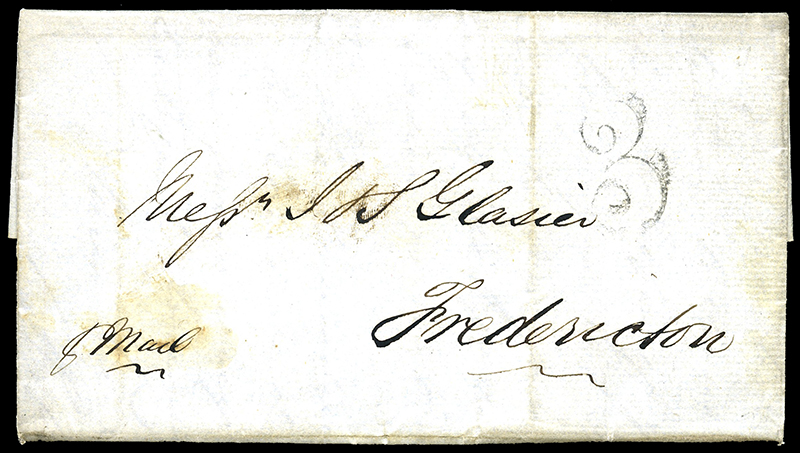 3
Messrs J & S Glasier
Fredericton
p Mail